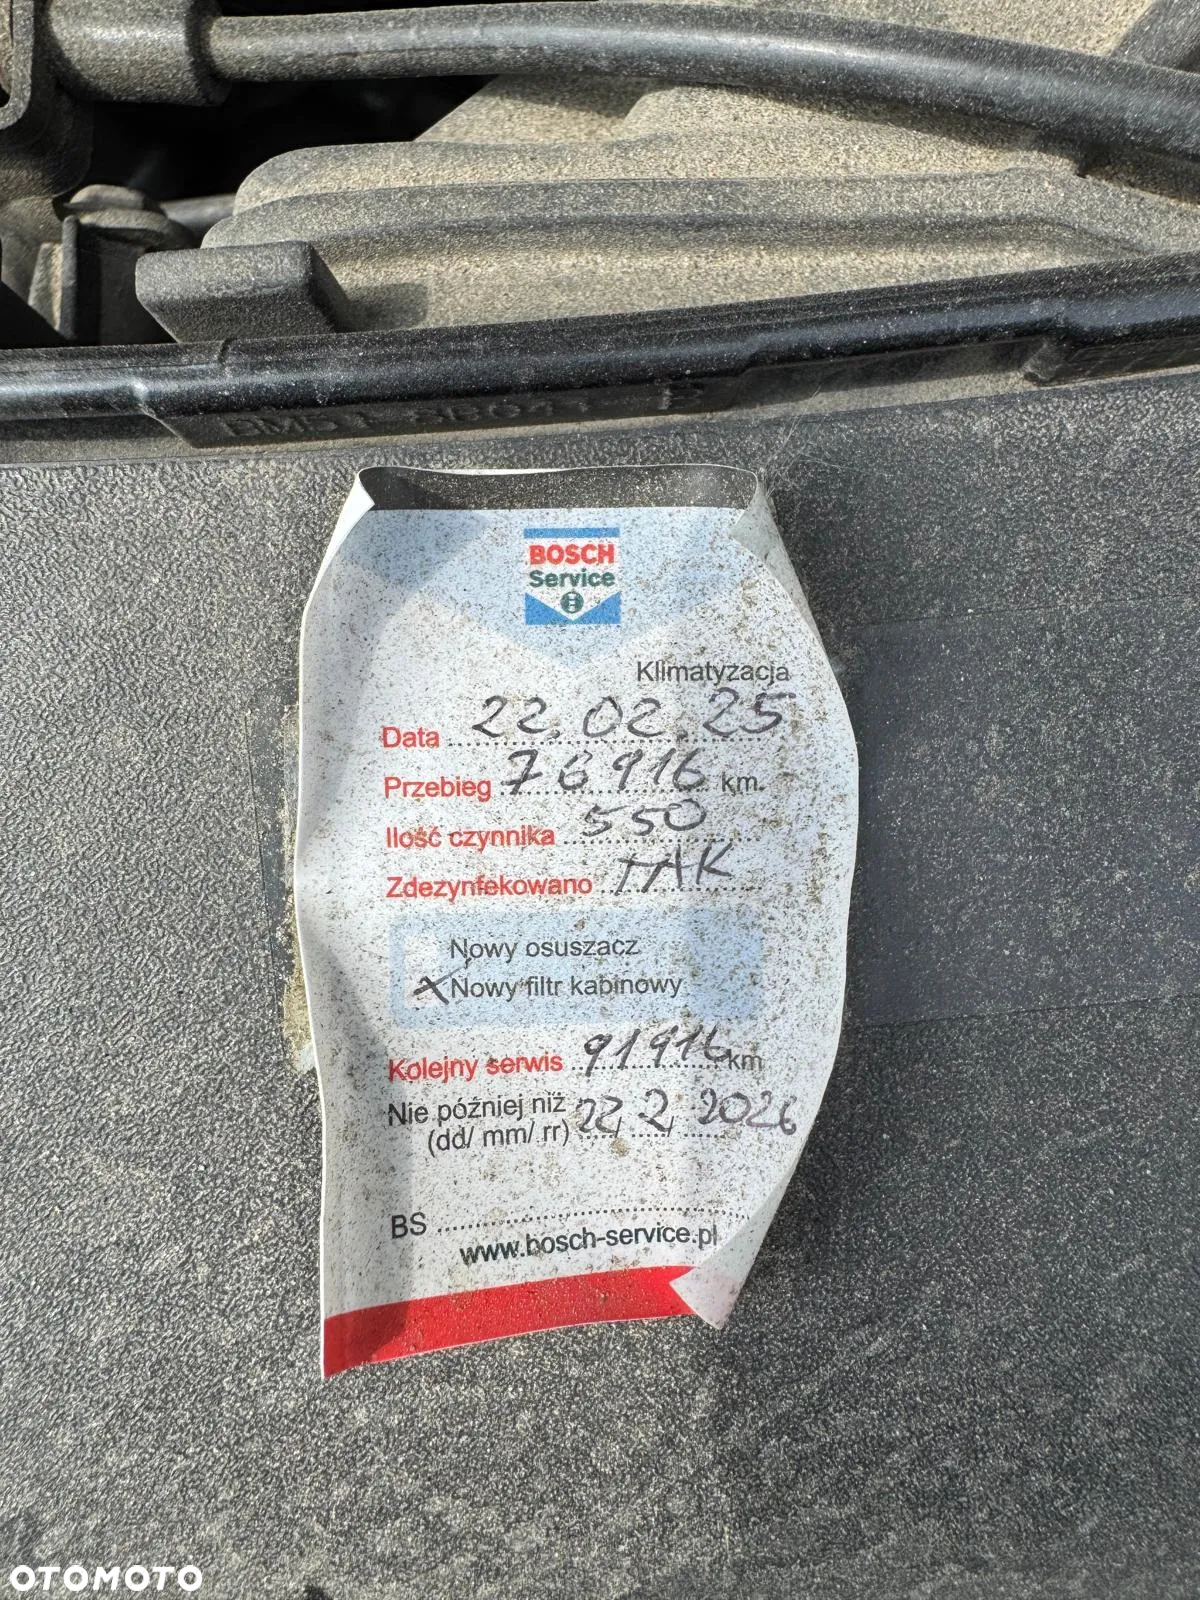 BOSCH
Service
Klimatyzacja
Data 22.02.25
Przebieg 76916 km.
Ilość czynnika 550
Zdezynfekowano TAK
Nowy osuszacz
X Nowy filtr kabinowy
Kolejny serwis 91916 km
Nie później niż 22, 2, 2026
(dd/ mm/ rr)
BS
www.bosch-service.pl
OTOMOTO